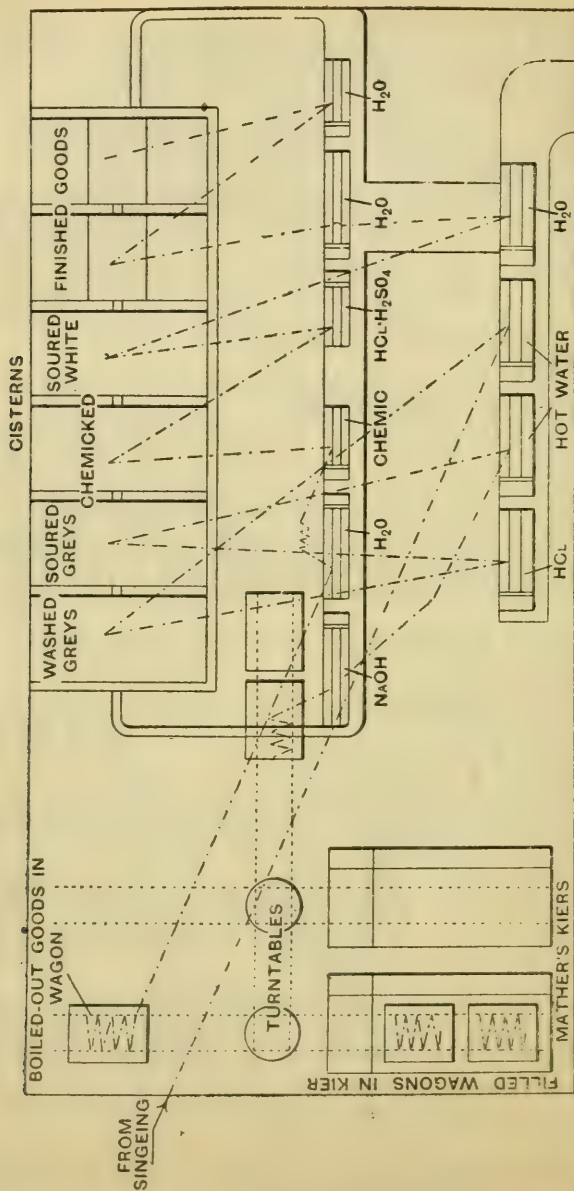 CISTERNS
WASHED
GREYS
SOURED
GREYS
CHEMICKED
SOURED
WHITE
FINISHED GOODS
BOILED-OUT GOODS IN
WAGON
FROM
SINGEING
TURNTABLES
NAOH
H₂O
CHEMIC
HCL·H₂SO₄
H₂O
H₂O
FILLED WAGONS IN KIER
MATHER'S KIERS
HCL
HOT WATER
H₂O